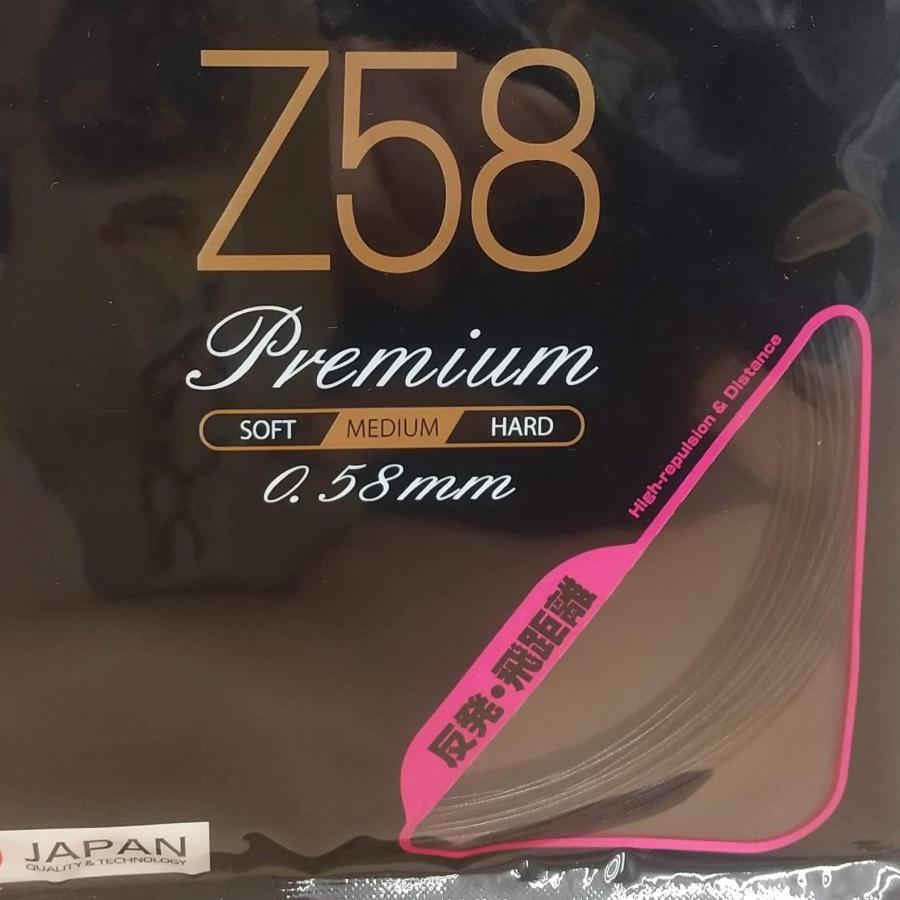 Z58
Premium
SOFT MEDIUM HARD
0.58mm
High-repulsion & Distance
反発・飛距離
JAPAN
QUALITY & TECHNOLOGY